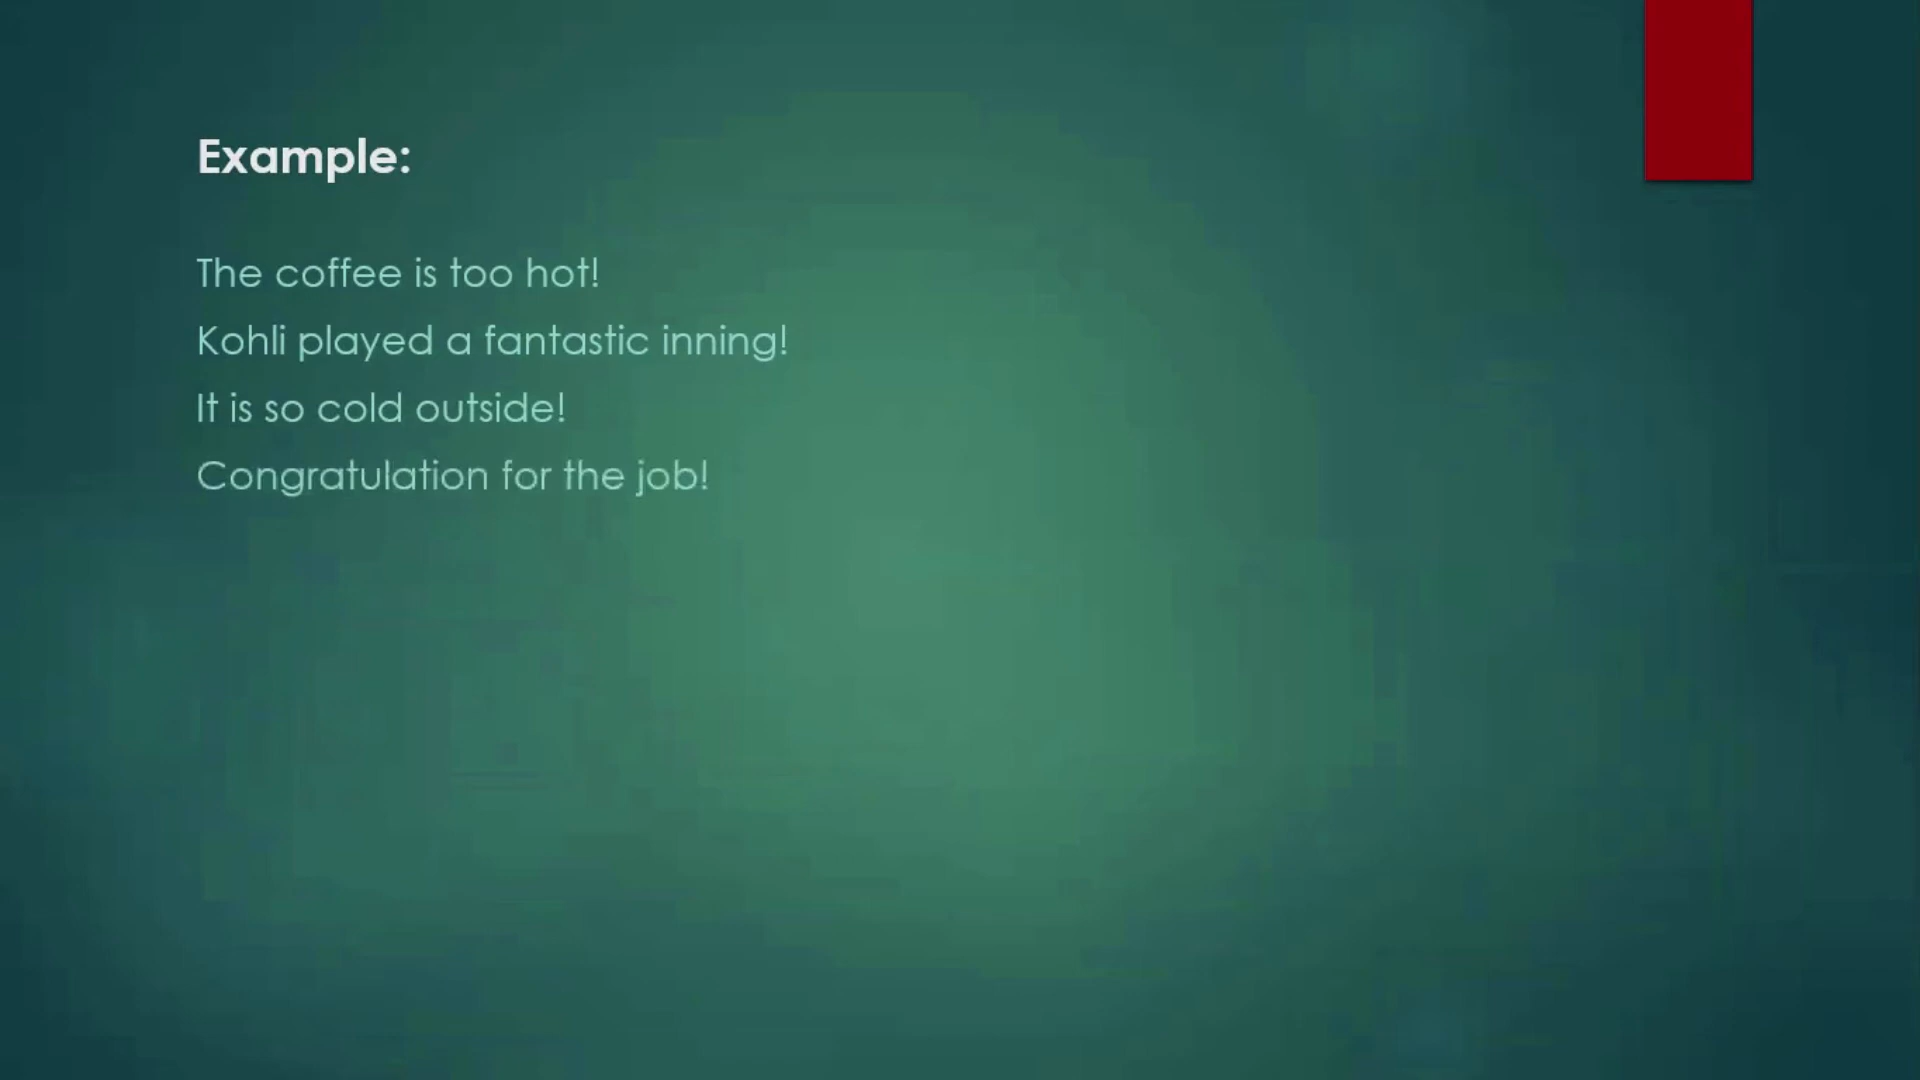 Example:
The coffee is too hot!
Kohli played a fantastic inning!
It is so cold outside!
Congratulation for the job!